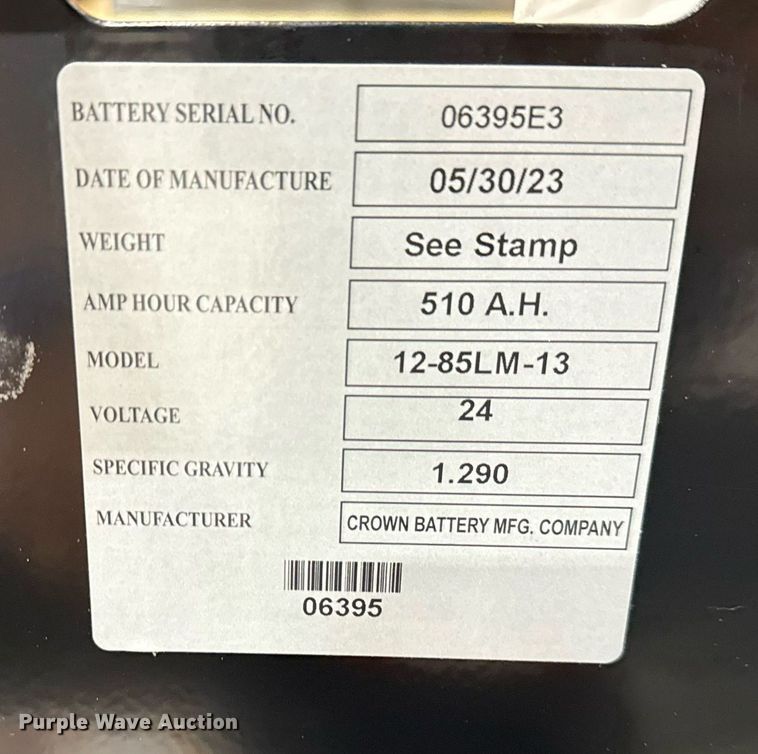 BATTERY SERIAL NO. 06395E3
DATE OF MANUFACTURE 05/30/23
WEIGHT See Stamp
AMP HOUR CAPACITY 510 A.H.
MODEL 12-85LM-13
VOLTAGE 24
SPECIFIC GRAVITY 1.290
MANUFACTURER CROWN BATTERY MFG. COMPANY
06395
Purple Wave Auction